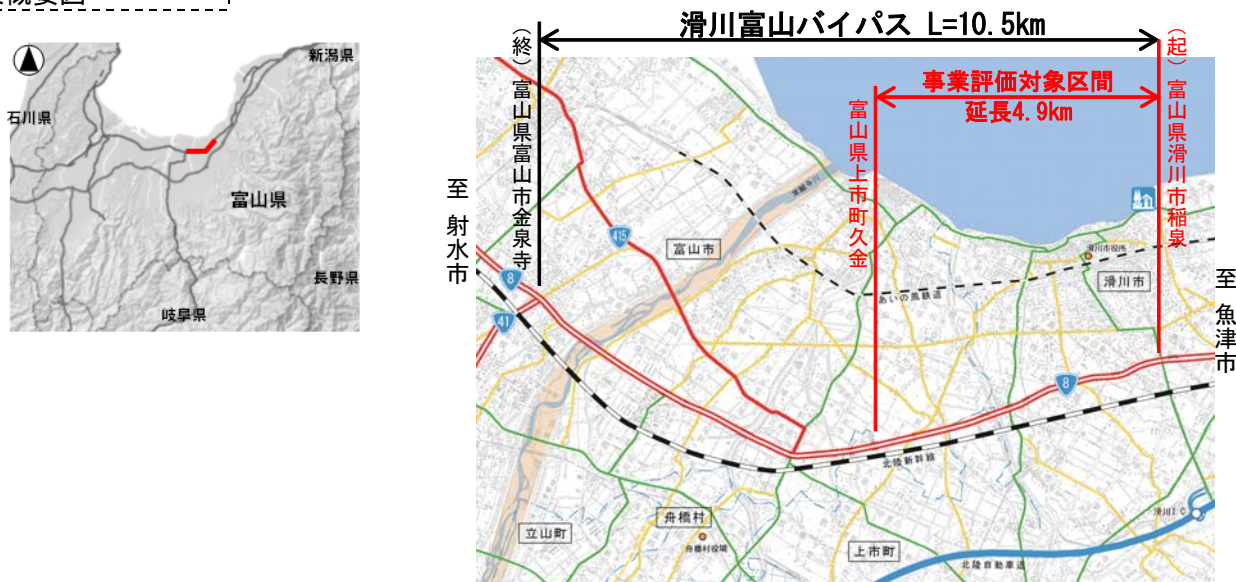 新潟県
石川県
富山県
長野県
岐阜県
滑川富山バイパス L=10.5km
(終)富山県富山市金泉寺
(起)富山県滑川市稲泉
事業評価対象区間
延長4.9km
富山県上市町久金
至 射水市
至 魚津市
415
富山市
常願寺川
滑川市役所
滑川市
あいの風鉄道
8
41
8
北陸新幹線
滑川I.C
舟橋村
立山町
舟橋村役場
上市町
北陸自動車道